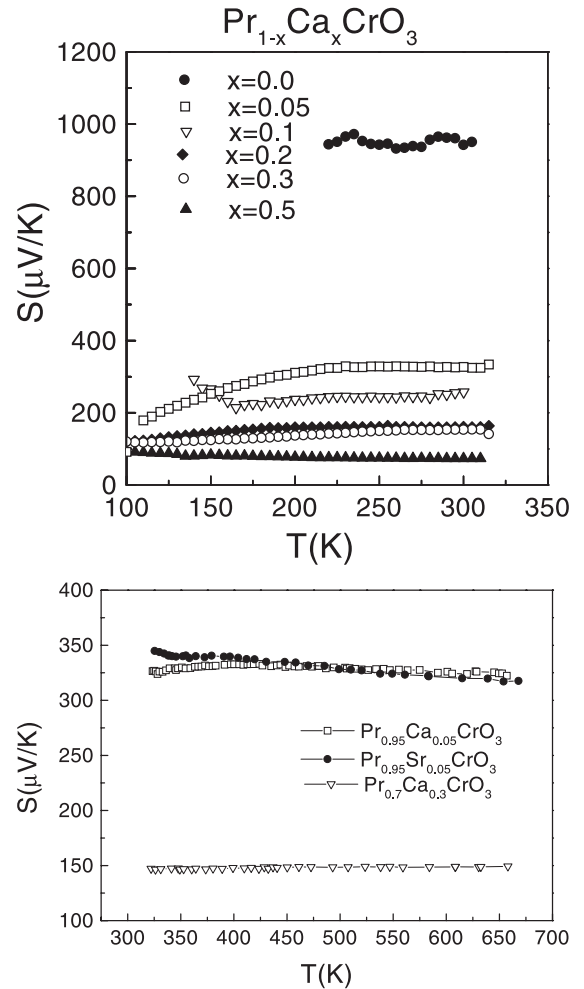 Pr₁₋ₓCaₓCrO₃
1200
1000
800
600
400
200
0
S(μV/K)
x=0.0
x=0.05
x=0.1
x=0.2
x=0.3
x=0.5
100 150 200 250 300 350
T(K)
400
350
300
250
200
150
100
S(μV/K)
Pr₀.₉₅Ca₀.₀₅CrO₃
Pr₀.₉₅Sr₀.₀₅CrO₃
Pr₀.₇Ca₀.₃CrO₃
300 350 400 450 500 550 600 650 700
T(K)